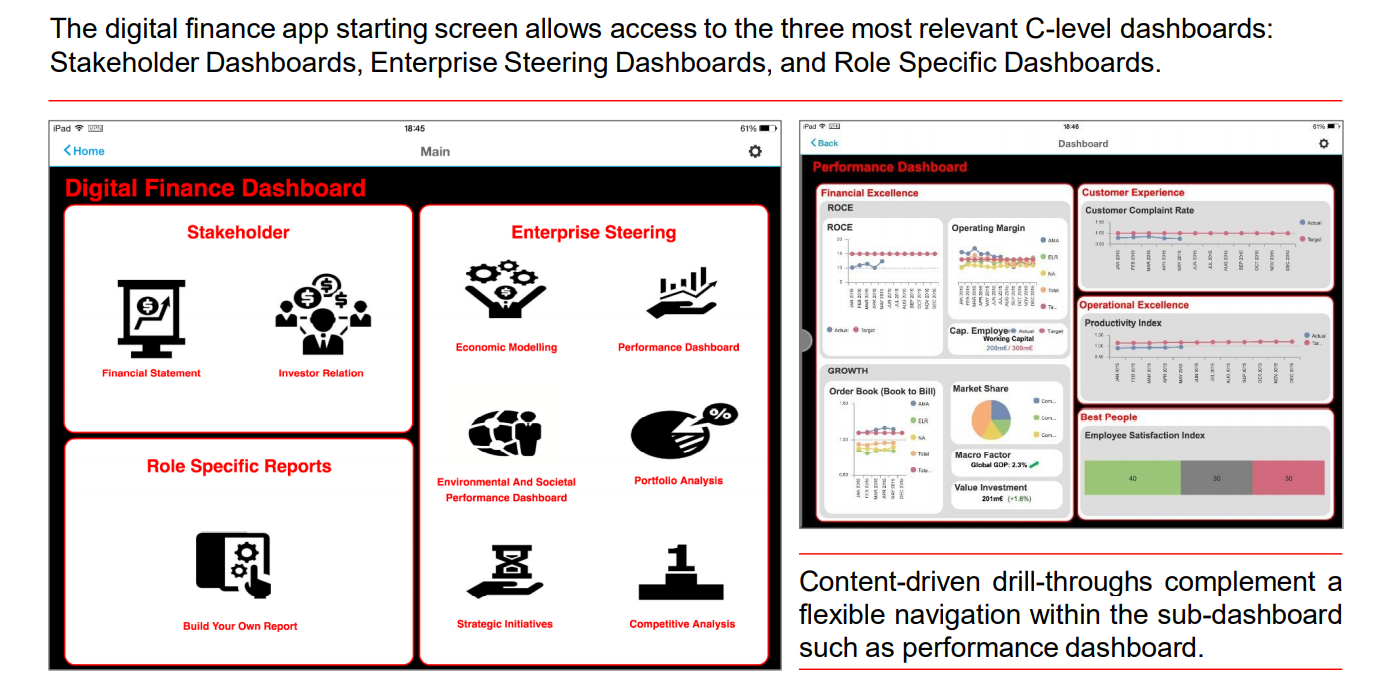 The digital finance app starting screen allows access to the three most relevant C-level dashboards:
Stakeholder Dashboards, Enterprise Steering Dashboards, and Role Specific Dashboards.
iPad VPN 18:45 61%
Home Main
Digital Finance Dashboard
Stakeholder
Financial Statement
Investor Relation
Role Specific Reports
Build Your Own Report
Enterprise Steering
Economic Modelling
Performance Dashboard
Environmental And Societal
Performance Dashboard
Portfolio Analysis
%
Strategic Initiatives
1
Competitive Analysis
iPad 18:46 61%
Back Dashboard
Performance Dashboard
Financial Excellence
ROCE
ROCE
Actual Target
Operating Margin
AMA
ELR
NA
Total
Ta...
Cap. Employe Actual Target
Working Capital
200m€ / 300m€
GROWTH
Order Book (Book to Bill)
AMA
ELR
NA
Total
Tota...
Market Share
Com...
Com...
Com...
Macro Factor
Global GDP: 2.3%
Value Investment
201m€ (+1.6%)
Customer Experience
Customer Complaint Rate
Actual
Target
Operational Excellence
Productivity Index
Actual
Tar...
Best People
Employee Satisfaction Index
40 30 30
Content-driven drill-throughs complement a
flexible navigation within the sub-dashboard
such as performance dashboard.